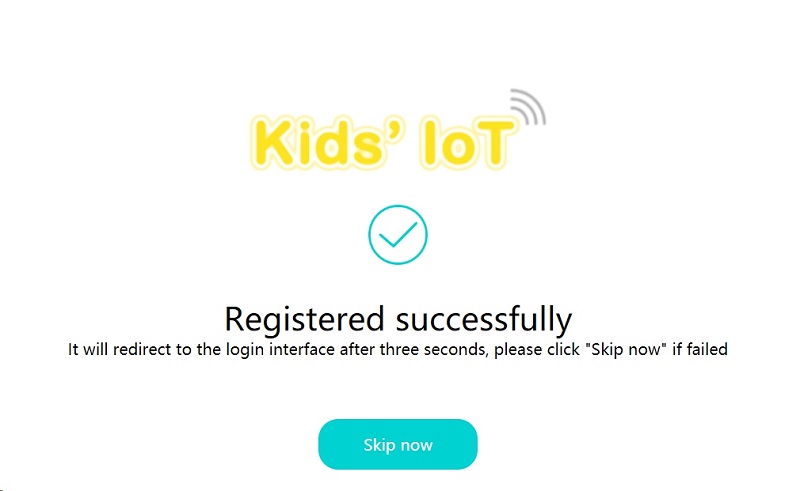 Kids’ IoT
Registered successfully
It will redirect to the login interface after three seconds, please click "Skip now" if failed
Skip now